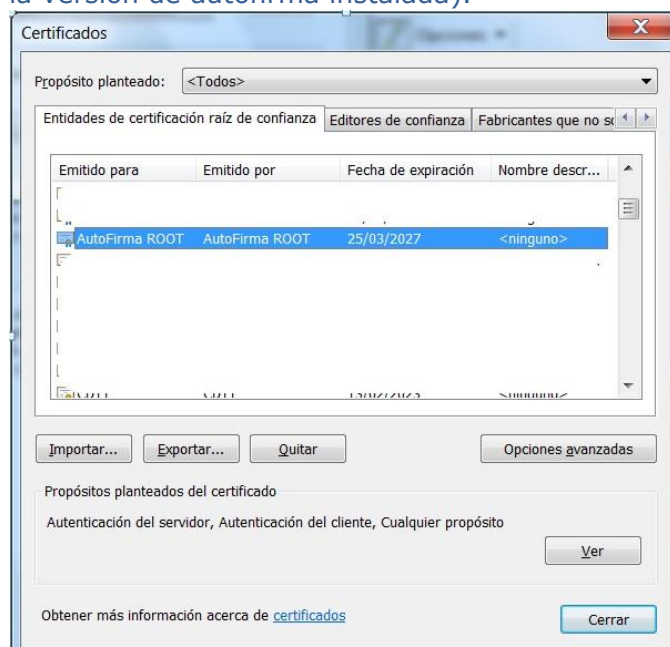 la versión de autofirma instalada).
Opciones
Certificados
Propósito planteado: <Todos>
Entidades de certificación raíz de confianza Editores de confianza Fabricantes que no
Emitido para Emitido por Fecha de expiración Nombre descr...
AutoFirma ROOT AutoFirma ROOT 25/03/2027 <ninguno>
Importar... Exportar... Quitar Opciones avanzadas
Propósitos planteados del certificado
Autenticación del servidor, Autenticación del cliente, Cualquier propósito
Ver
Obtener más información acerca de certificados
Cerrar